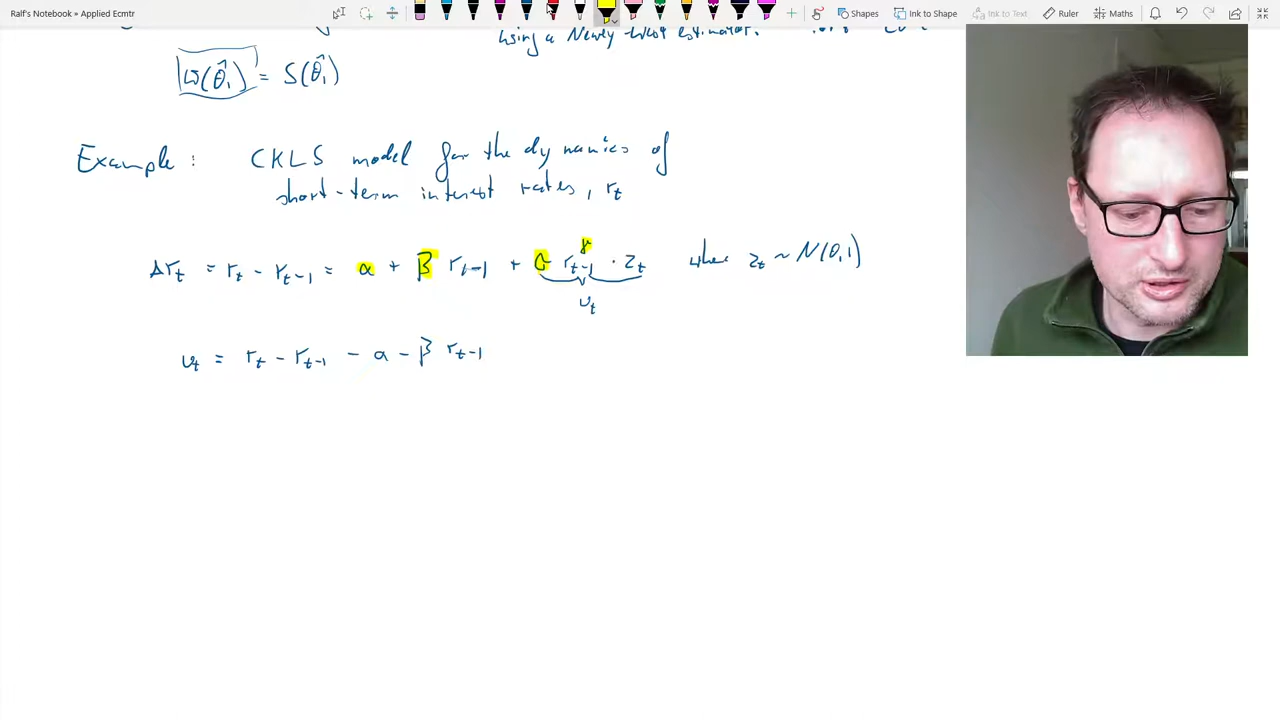 Ralf's Notebook » Applied Ecmtr
Shapes
Ink to Shape
Ink to Text
Ruler
Maths
using a Newey-West estimator.
W(θ̂₁) = S(θ̂₁)
Example : CKLS model for the dynamics of
short-term interest rates, rₜ
Δrₜ = rₜ - rₜ₋₁ = α + β rₜ₋₁ + σ rₜ₋₁^γ · zₜ where zₜ ~ N(0,1)
uₜ
uₜ = rₜ - rₜ₋₁ - α - β rₜ₋₁